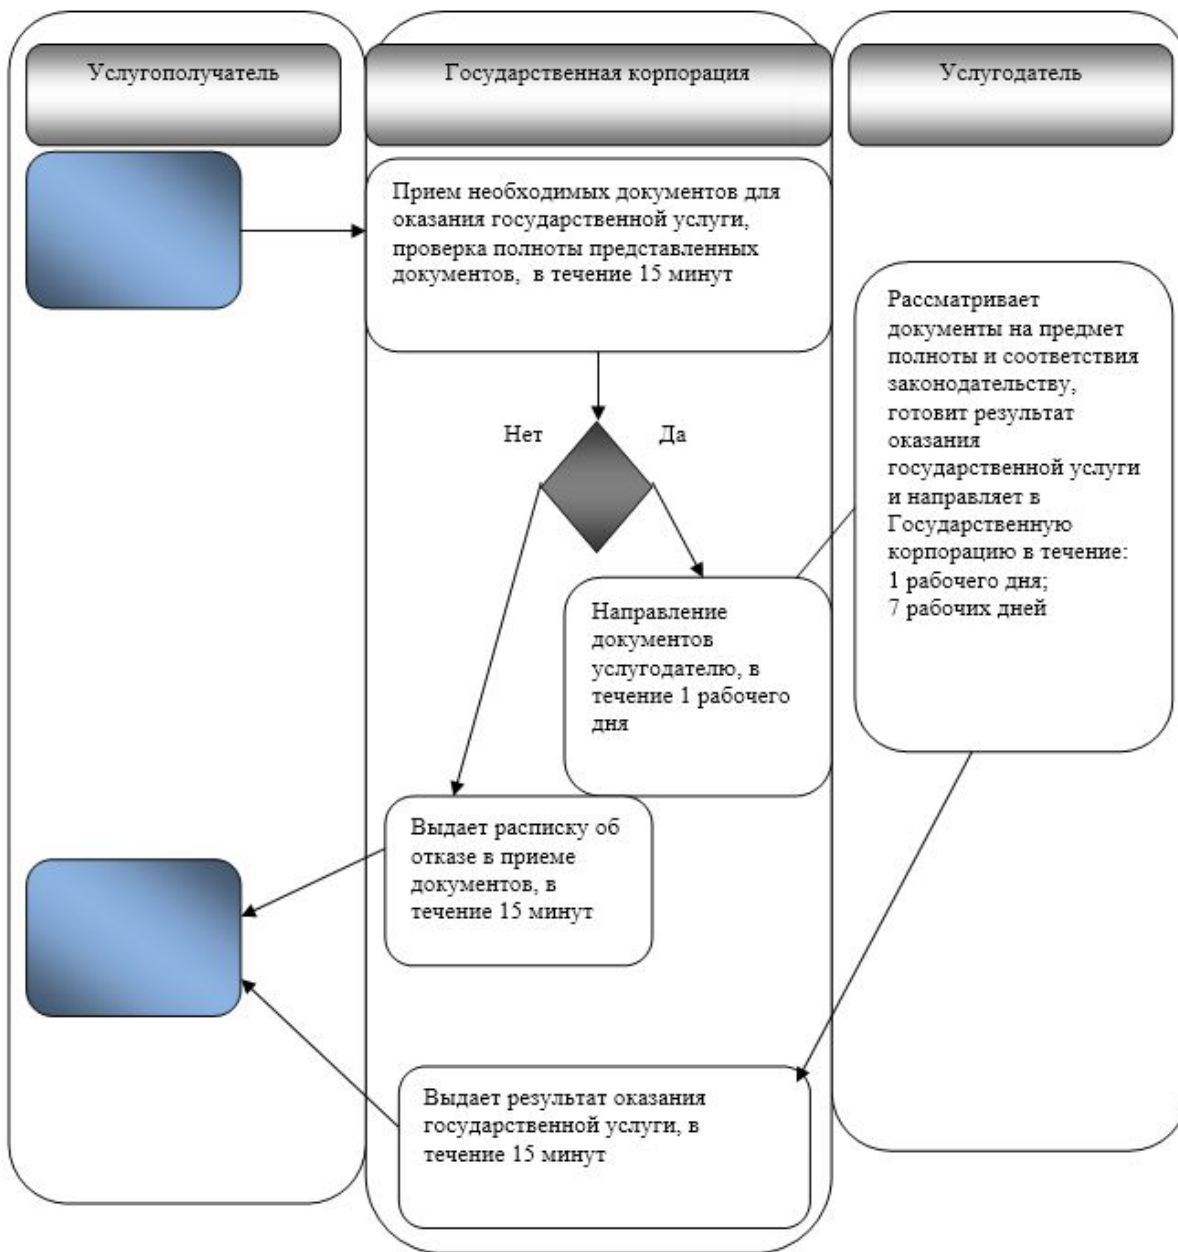 Услугополучатель
Государственная корпорация
Услугодатель
Прием необходимых документов для
оказания государственной услуги,
проверка полноты представленных
документов, в течение 15 минут
Рассматривает
документы на предмет
полноты и соответствия
законодательству,
готовит результат
оказания
государственной услуги
и направляет в
Государственную
корпорацию в течение:
1 рабочего дня;
7 рабочих дней
Нет
Да
Направление
документов
услугодателю, в
течение 1 рабочего
дня
Выдает расписку об
отказе в приеме
документов, в
течение 15 минут
Выдает результат оказания
государственной услуги, в
течение 15 минут